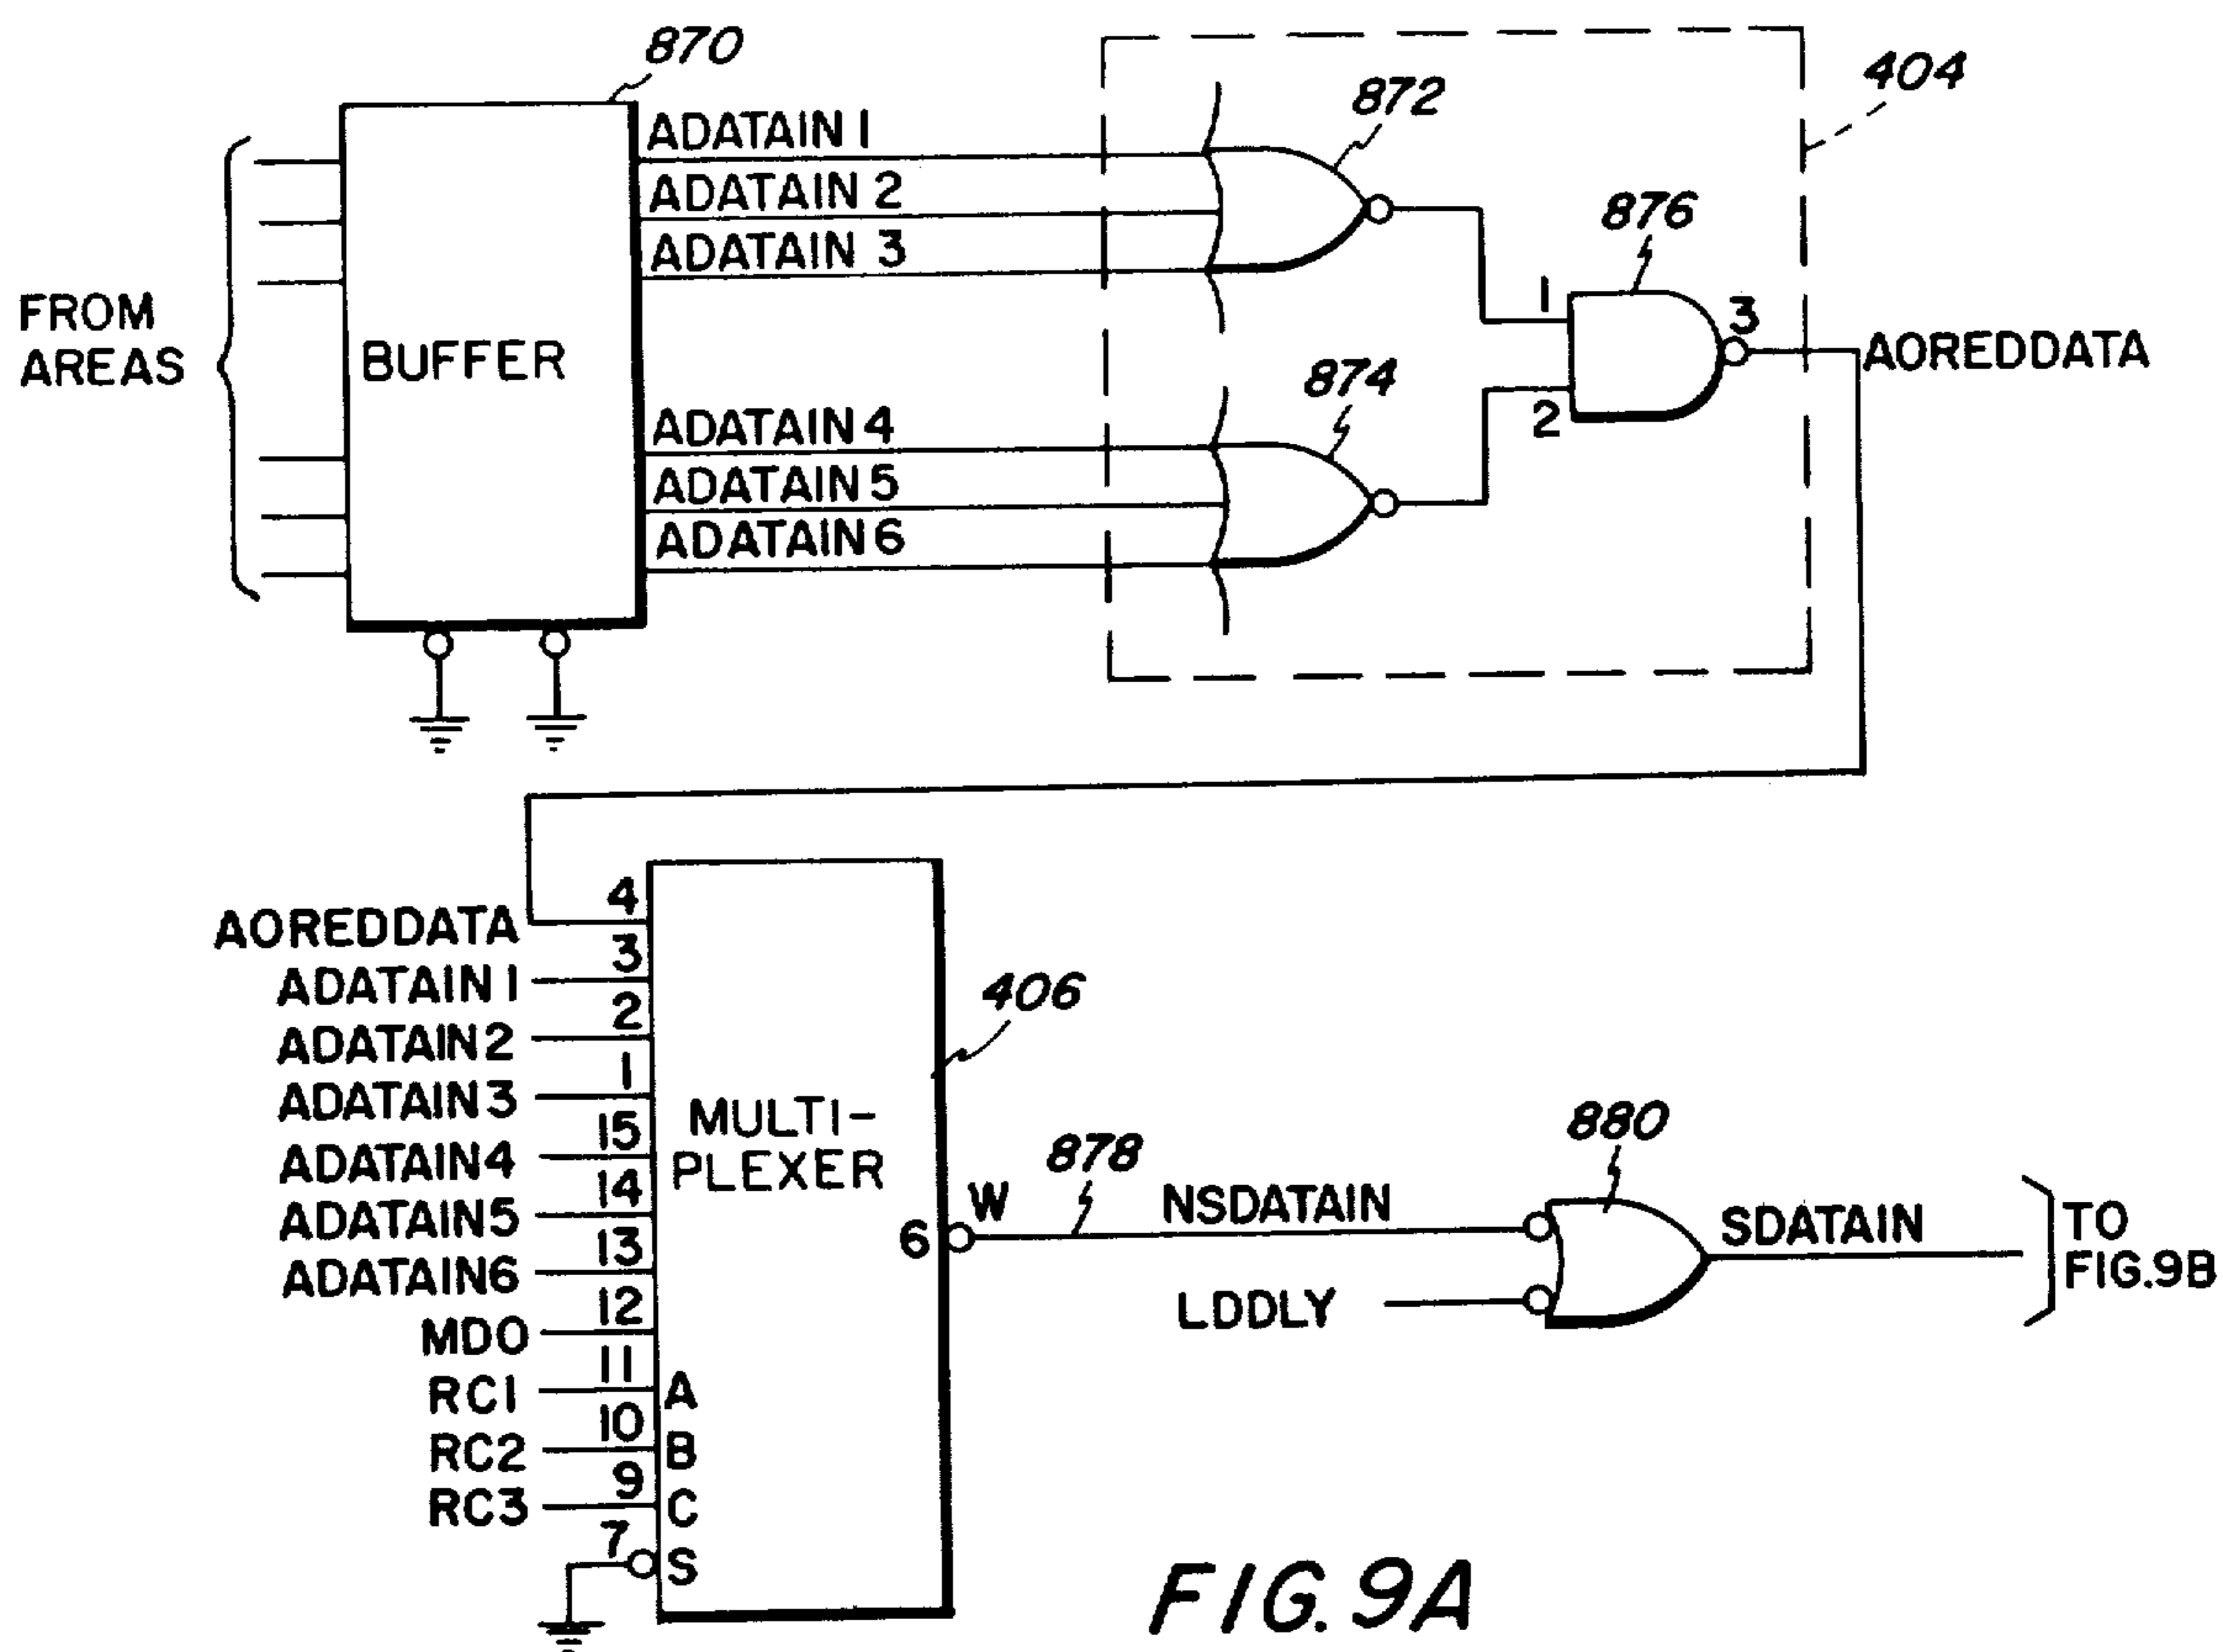 870
404
ADATAIN 1
872
ADATAIN 2
876
ADATAIN 3
FROM
AREAS
BUFFER
1
3
AOREDDATA
874
2
ADATAIN 4
ADATAIN 5
ADATAIN 6
4
AOREDDATA
3
ADATAIN 1
2
ADATAIN 2
1
ADATAIN 3
15
ADATAIN 4
14
ADATAIN 5
13
ADATAIN 6
12
MDO
11
RC1
A
10
RC2
B
9
RC3
C
7
S
MULTI-
PLEXER
406
6
W
878
NSDATAIN
880
SDATAIN
LDDLY
TO
FIG. 9B
FIG. 9A